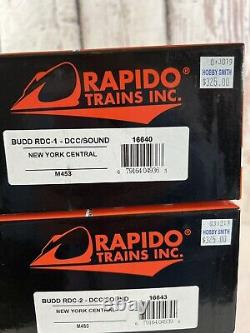 RAPIDO®
TRAINS INC.
HOBBY SMITH
$325.00
BUDD RDC-1 - DCC/SOUND 16640
NEW YORK CENTRAL
M453
RAPIDO®
TRAINS INC.
HOBBY SMITH
$325.00
BUDD RDC-2 - DCC/SOUND 16643
NEW YORK CENTRAL